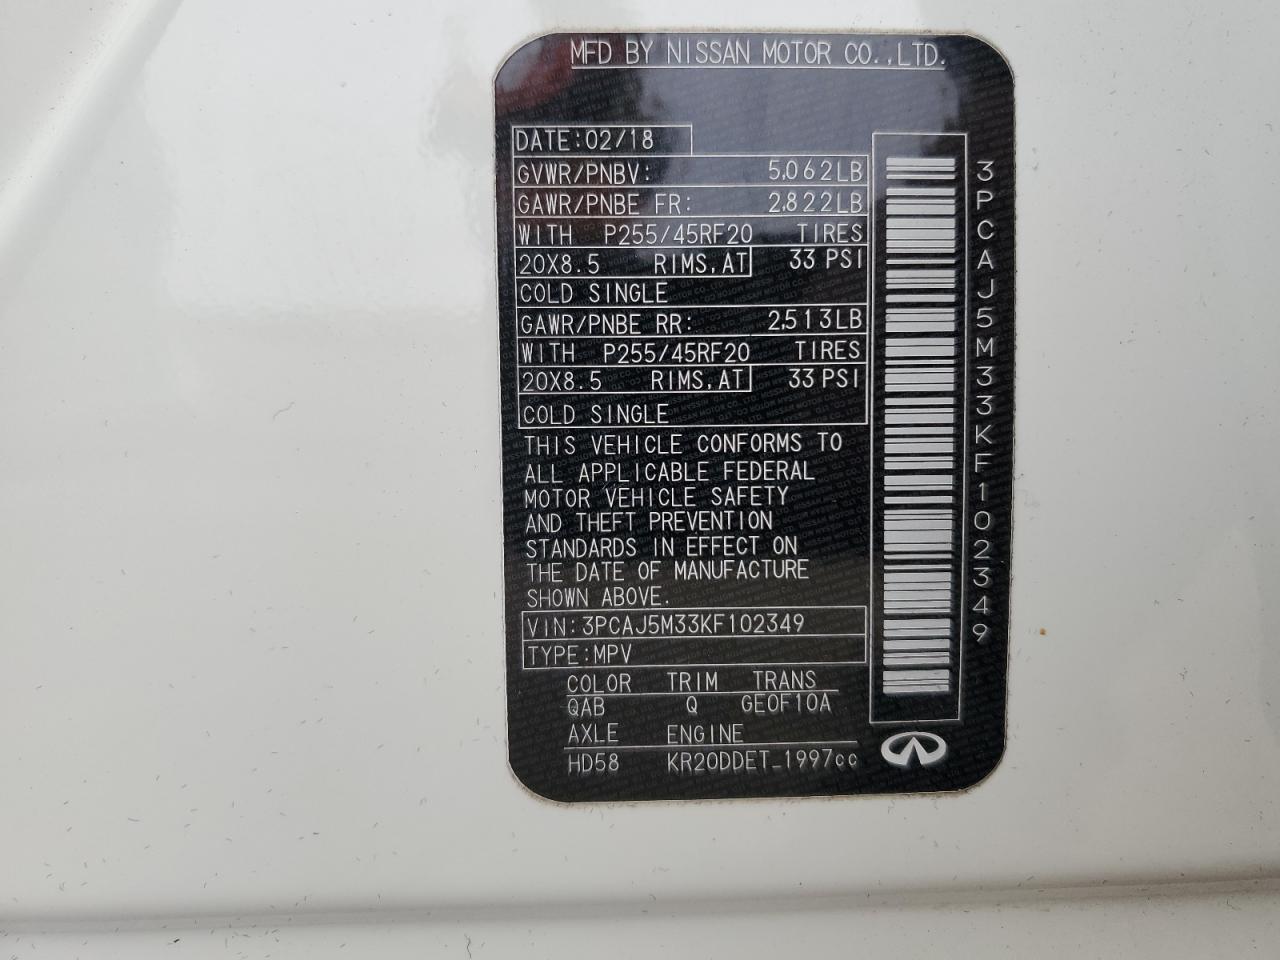 MFD BY NISSAN MOTOR CO.,LTD.
DATE:02/18
GVWR/PNBV: 5,062LB
GAWR/PNBE FR: 2,822LB
WITH P255/45RF20 TIRES
20X8.5 RIMS,AT 33 PSI
COLD SINGLE
GAWR/PNBE RR: 2,513LB
WITH P255/45RF20 TIRES
20X8.5 RIMS,AT 33 PSI
COLD SINGLE
THIS VEHICLE CONFORMS TO
ALL APPLICABLE FEDERAL
MOTOR VEHICLE SAFETY
AND THEFT PREVENTION
STANDARDS IN EFFECT ON
THE DATE OF MANUFACTURE
SHOWN ABOVE.
VIN:3PCAJ5M33KF102349
TYPE:MPV
COLOR TRIM TRANS
QAB Q GE0F10A
AXLE ENGINE
HD58 KR20DDET_1997cc
3PCAJ5M33KF102349